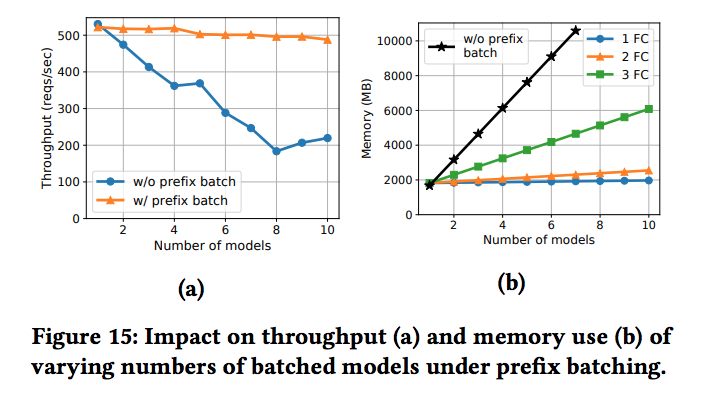 500
400
300
200
100
0
Throughput (reqs/sec)
w/o prefix batch
w/ prefix batch
2 4 6 8 10
Number of models
(a)
10000
8000
6000
4000
2000
0
Memory (MB)
w/o prefix
batch
1 FC
2 FC
3 FC
2 4 6 8 10
Number of models
(b)
Figure 15: Impact on throughput (a) and memory use (b) of
varying numbers of batched models under prefix batching.